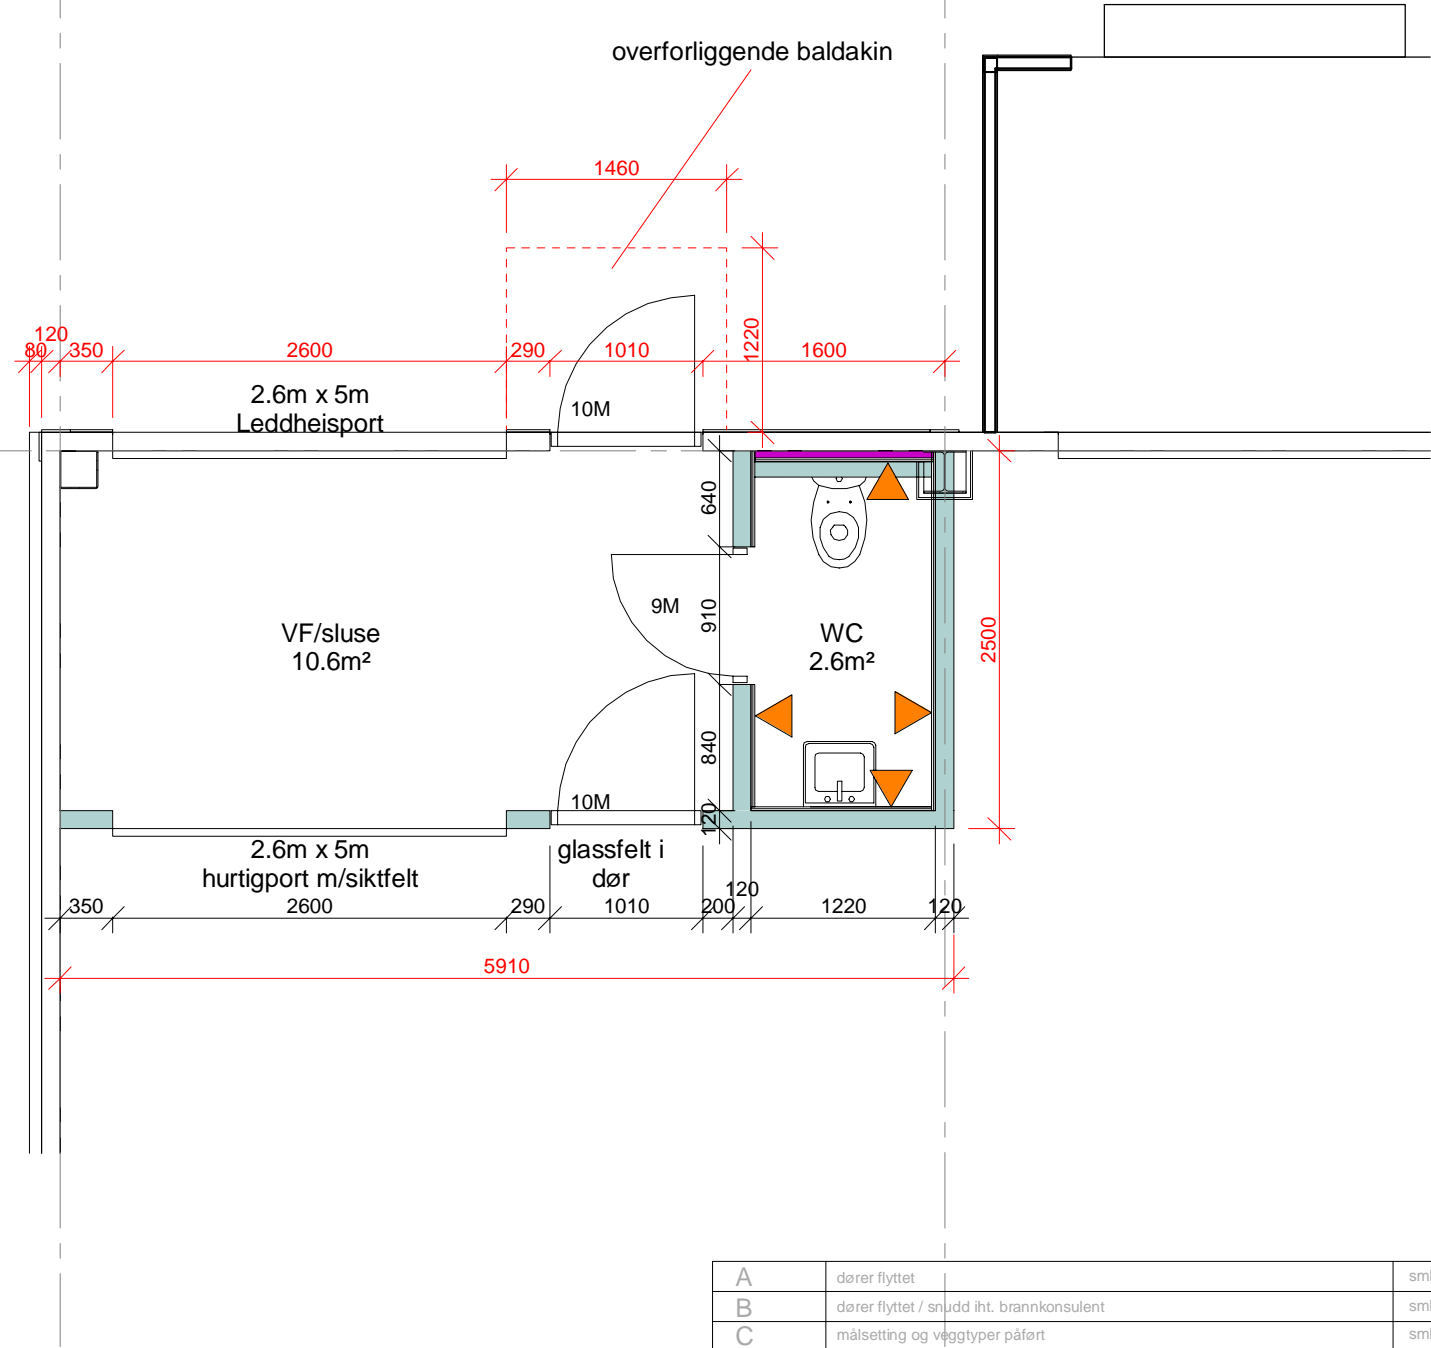 overforliggende baldakin
1460
1220
120
80
350
2600
290
1010
1600
2.6m x 5m
Leddheisport
10M
640
9M
910
VF/sluse
10.6m²
WC
2.6m²
2500
840
10M
120
2.6m x 5m
hurtigport m/siktfelt
glassfelt i
dør
120
350
2600
290
1010
200
1220
120
5910
A dører flyttet
B dører flyttet / snudd iht. brannkonsulent
C målsetting og veggtyper påført